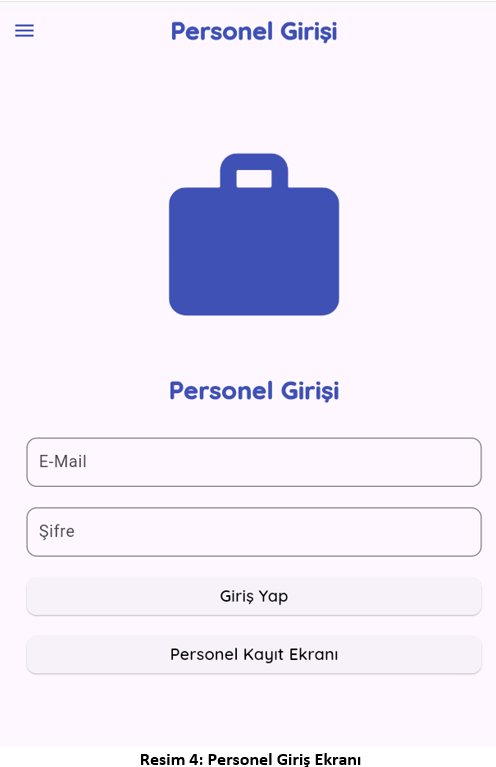 Personel Girişi
Personel Girişi
E-Mail
Şifre
Giriş Yap
Personel Kayıt Ekranı
Resim 4: Personel Giriş Ekranı